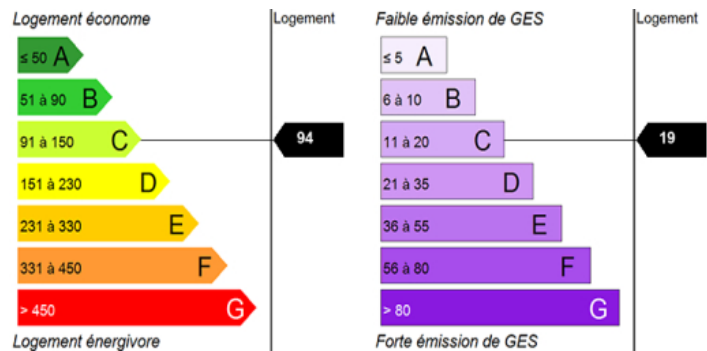 Logement économe
Logement
≤ 50 A
51 à 90 B
91 à 150 C
94
151 à 230 D
231 à 330 E
331 à 450 F
> 450 G
Logement énergivore
Faible émission de GES
Logement
≤ 5 A
6 à 10 B
11 à 20 C
19
21 à 35 D
36 à 55 E
56 à 80 F
> 80 G
Forte émission de GES